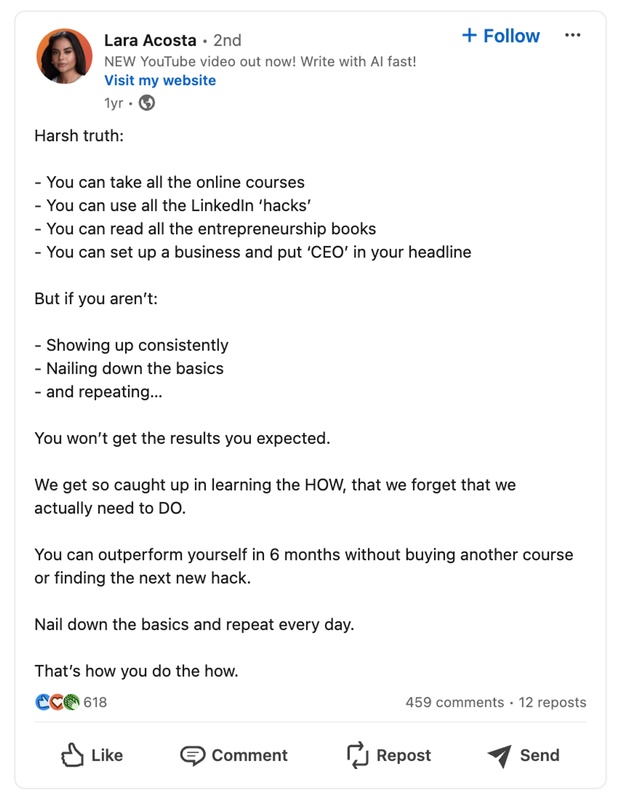 Lara Acosta • 2nd
+ Follow
NEW YouTube video out now! Write with AI fast!
Visit my website
1yr •
Harsh truth:
- You can take all the online courses
- You can use all the LinkedIn ‘hacks’
- You can read all the entrepreneurship books
- You can set up a business and put ‘CEO’ in your headline
But if you aren’t:
- Showing up consistently
- Nailing down the basics
- and repeating...
You won’t get the results you expected.
We get so caught up in learning the HOW, that we forget that we
actually need to DO.
You can outperform yourself in 6 months without buying another course
or finding the next new hack.
Nail down the basics and repeat every day.
That’s how you do the how.
618
459 comments • 12 reposts
Like
Comment
Repost
Send